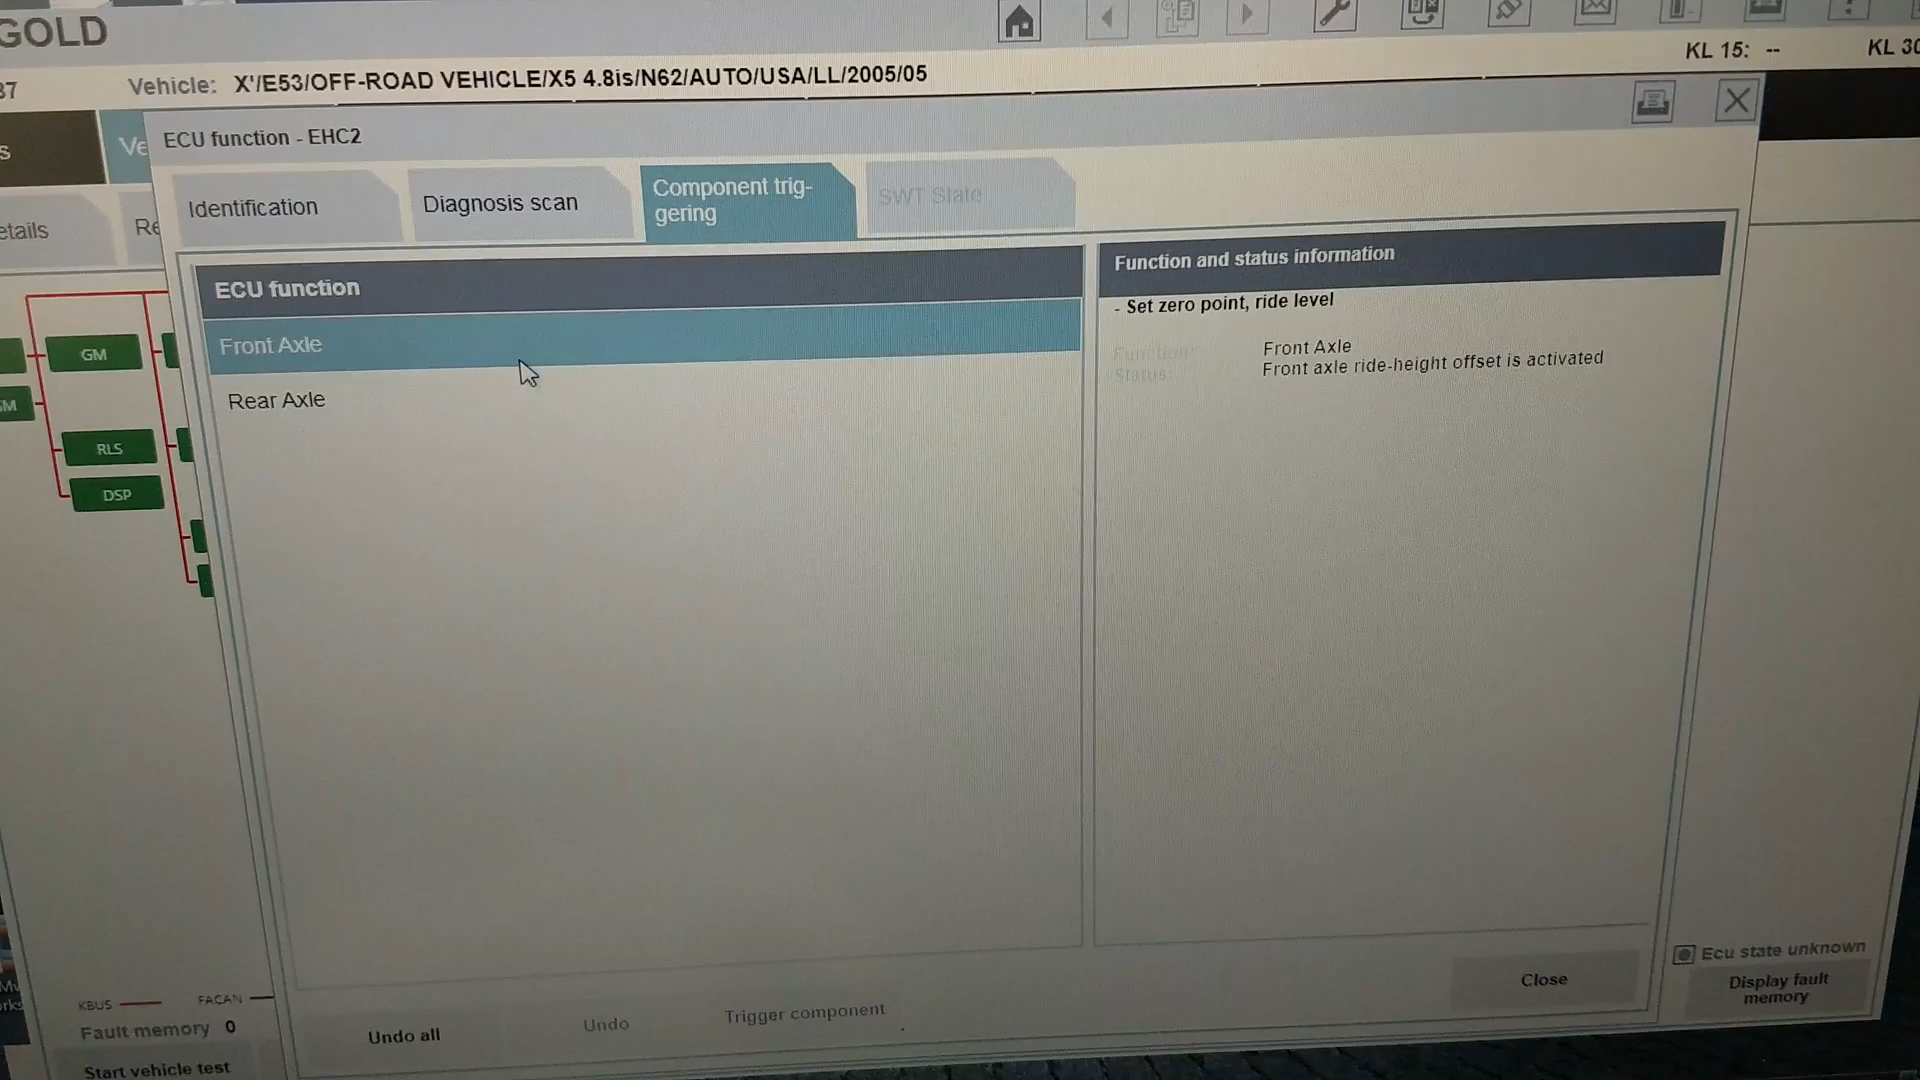 GOLD
KL 15: --
KL 30
37
Vehicle: X'/E53/OFF-ROAD VEHICLE/X5 4.8is/N62/AUTO/USA/LL/2005/05
s
Ve
ECU function - EHC2
etails
Re
Identification
Diagnosis scan
Component trig-
gering
SWT State
ECU function
Function and status information
Front Axle
Rear Axle
- Set zero point, ride level
Function:
Front Axle
Status:
Front axle ride-height offset is activated
GM
RLS
DSP
KBUS
FACAN
Fault memory 0
Start vehicle test
Undo all
Undo
Trigger component
Close
Ecu state unknown
Display fault
memory